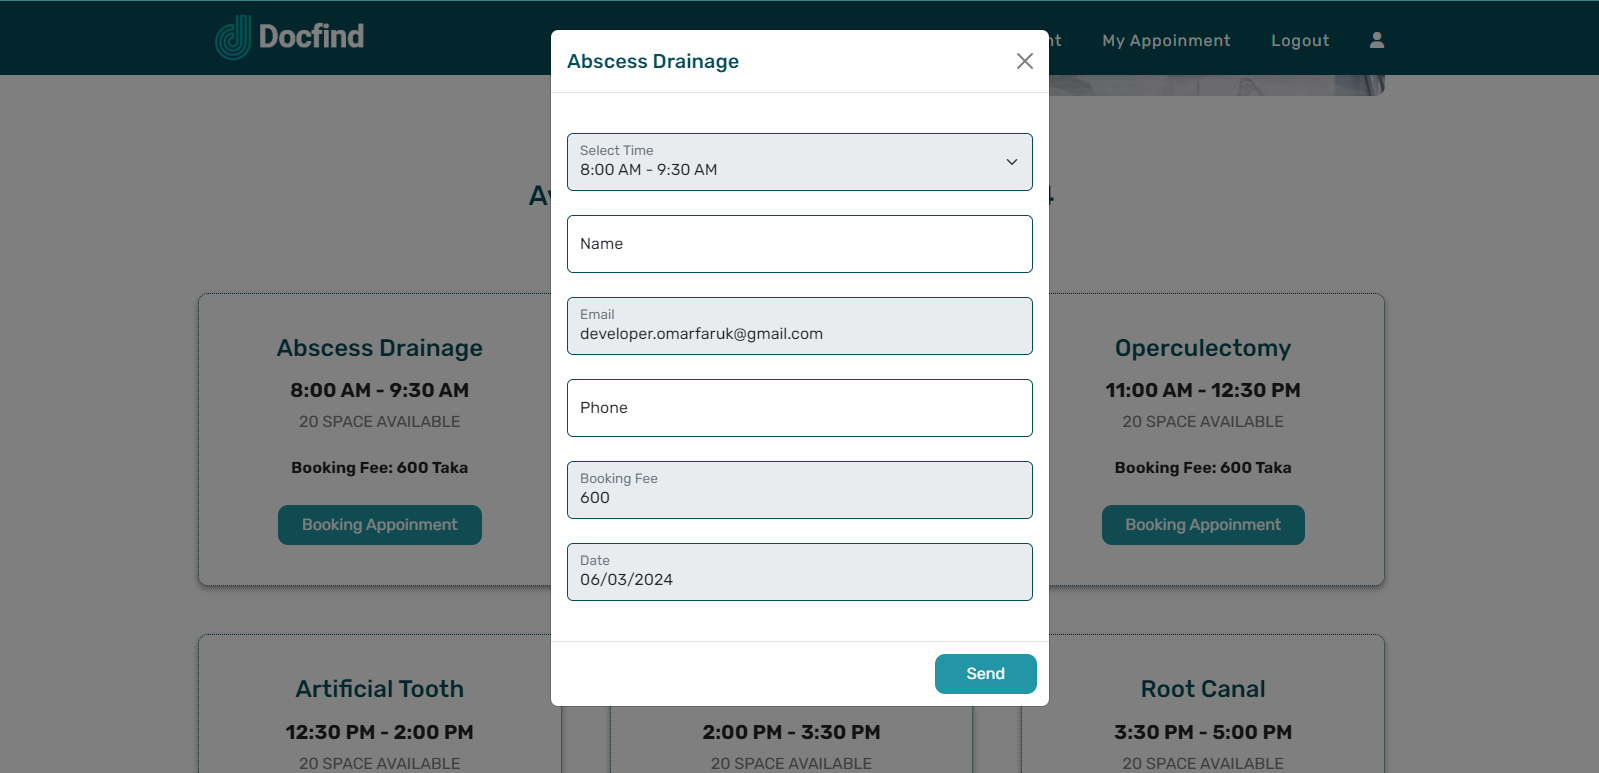 Docfind
My Appoinment
Logout
Abscess Drainage
Select Time
8:00 AM - 9:30 AM
Name
Email
developer.omarfaruk@gmail.com
Phone
Booking Fee
600
Date
06/03/2024
Send
Abscess Drainage
8:00 AM - 9:30 AM
20 SPACE AVAILABLE
Booking Fee: 600 Taka
Booking Appoinment
Operculectomy
11:00 AM - 12:30 PM
20 SPACE AVAILABLE
Booking Fee: 600 Taka
Booking Appoinment
Artificial Tooth
12:30 PM - 2:00 PM
20 SPACE AVAILABLE
2:00 PM - 3:30 PM
20 SPACE AVAILABLE
Root Canal
3:30 PM - 5:00 PM
20 SPACE AVAILABLE